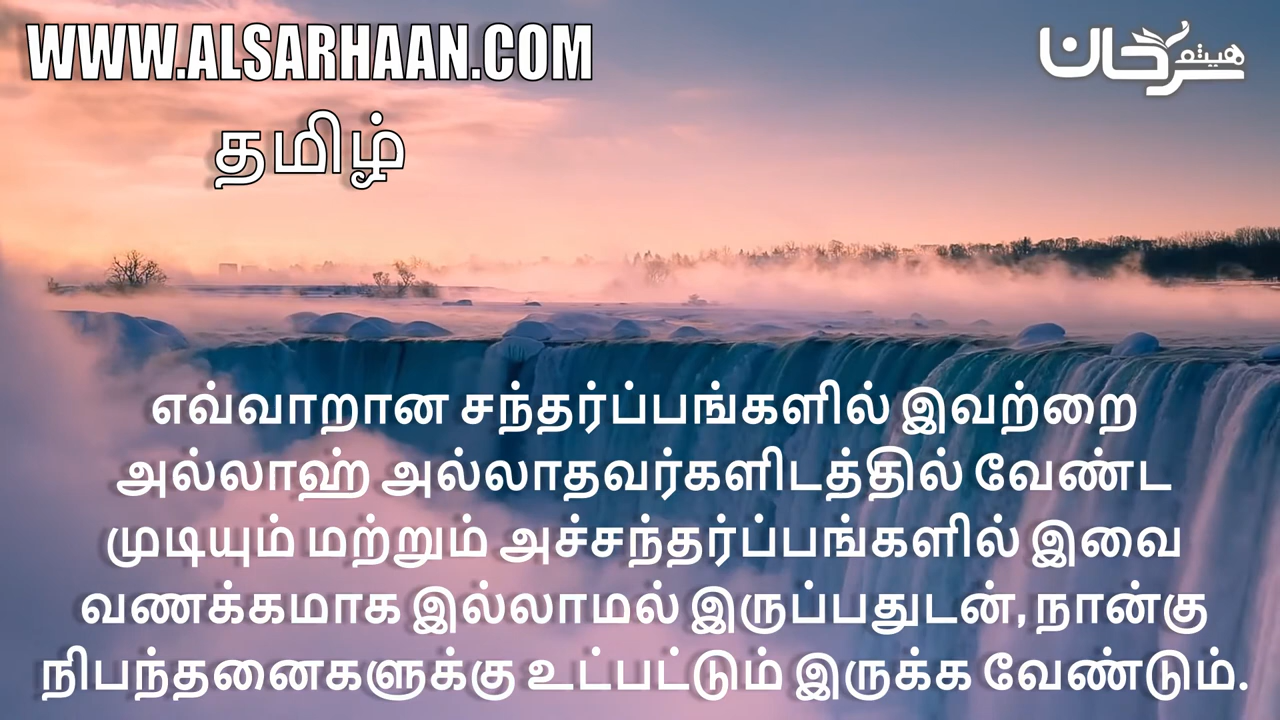 WWW.ALSARHAAN.COM
هيثم سرحان
தமிழ்
எவ்வாறான சந்தர்ப்பங்களில் இவற்றை
அல்லாஹ் அல்லாதவர்களிடத்தில் வேண்ட
முடியும் மற்றும் அச்சந்தர்ப்பங்களில் இவை
வணக்கமாக இல்லாமல் இருப்பதுடன், நான்கு
நிபந்தனைகளுக்கு உட்பட்டும் இருக்க வேண்டும்.